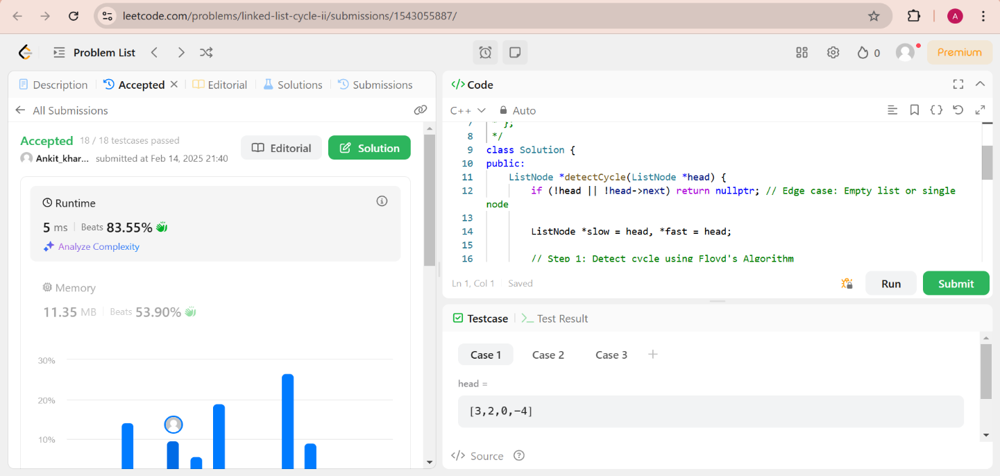 leetcode.com/problems/linked-list-cycle-ii/submissions/1543055887/
A
Problem List
0
Premium
Description
Accepted
Editorial
Solutions
Submissions
All Submissions
Accepted 18 / 18 testcases passed
Ankit_khar... submitted at Feb 14, 2025 21:40
Editorial
Solution
Runtime
5 ms Beats 83.55%
Analyze Complexity
Memory
11.35 MB Beats 53.90%
30%
20%
10%
</> Code
C++ Auto
7 * };
8 */
9 class Solution {
10 public:
11 ListNode *detectCycle(ListNode *head) {
12 if (!head || !head->next) return nullptr; // Edge case: Empty list or single
node
13
14 ListNode *slow = head, *fast = head;
15
16 // Step 1: Detect cycle using Floyd's Algorithm
Ln 1, Col 1 Saved
Run
Submit
Testcase
Test Result
Case 1
Case 2
Case 3
head =
[3,2,0,-4]
</> Source